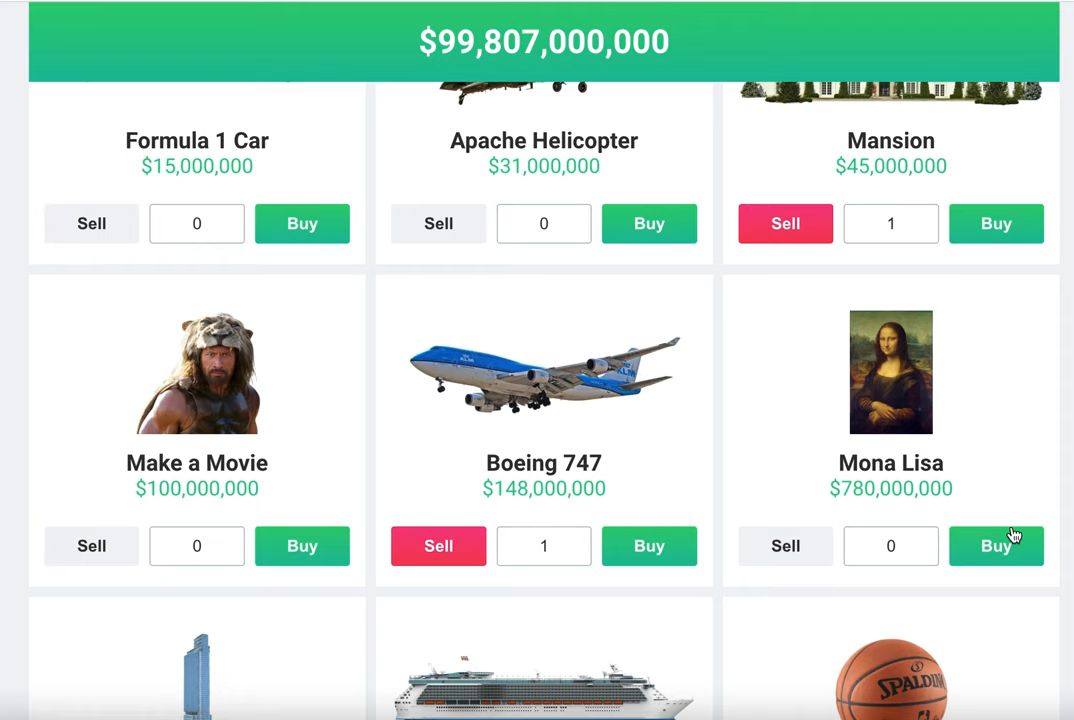 $99,807,000,000
Formula 1 Car
$15,000,000
Sell 0 Buy
Apache Helicopter
$31,000,000
Sell 0 Buy
Mansion
$45,000,000
Sell 1 Buy
Make a Movie
$100,000,000
Sell 0 Buy
KLM
KLM
Boeing 747
$148,000,000
Sell 1 Buy
Mona Lisa
$780,000,000
Sell 0 Buy
SPALDING